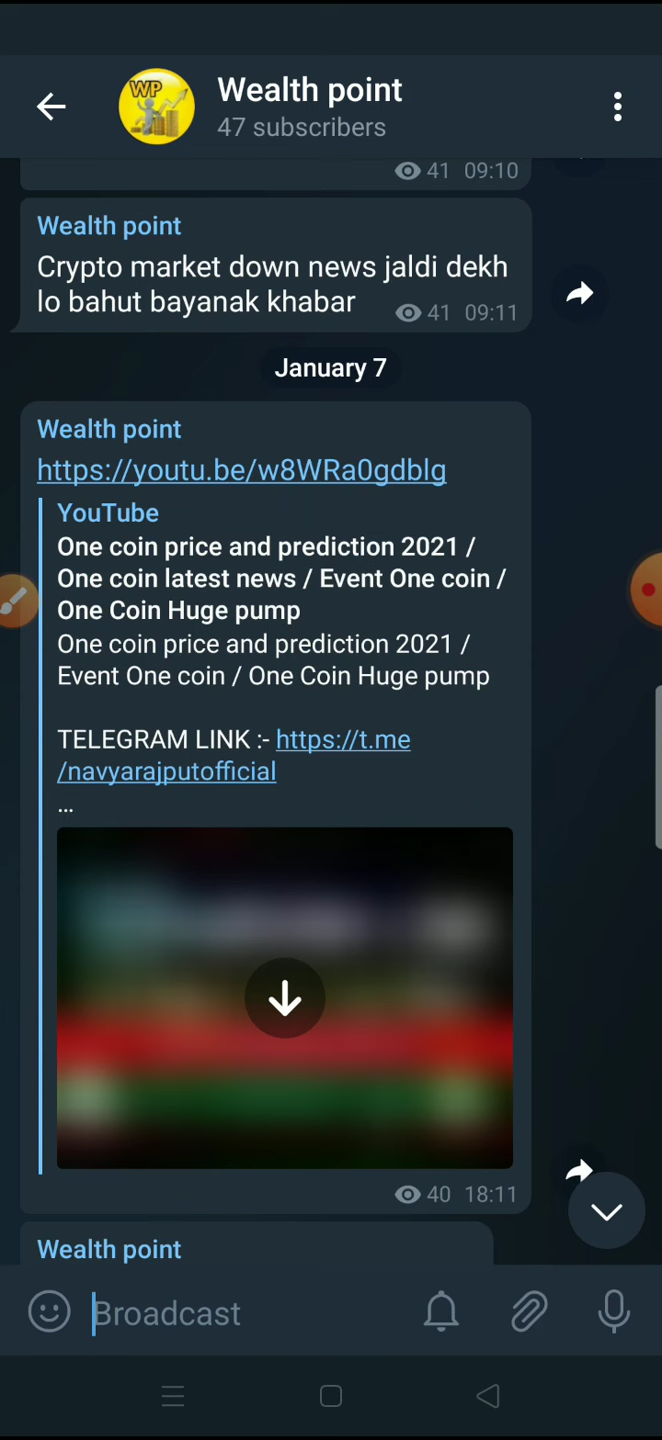 WP
Wealth point
47 subscribers
41 09:10
Wealth point
Crypto market down news jaldi dekh
lo bahut bayanak khabar
41 09:11
January 7
Wealth point
https://youtu.be/w8WRa0gdblg
YouTube
One coin price and prediction 2021 /
One coin latest news / Event One coin /
One Coin Huge pump
One coin price and prediction 2021 /
Event One coin / One Coin Huge pump
TELEGRAM LINK :- https://t.me
/navyarajputofficial
...
40 18:11
Wealth point
Broadcast